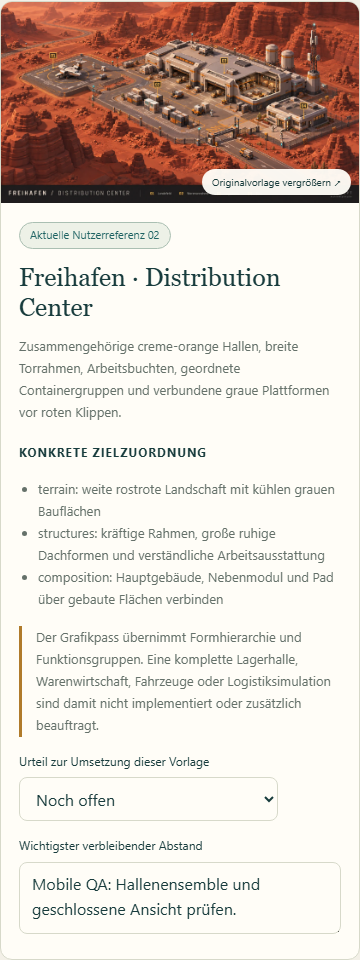 Originalvorlage vergrößern ↗
FREIHAFEN / DISTRIBUTION CENTER
Aktuelle Nutzerreferenz 02
Freihafen · Distribution
Center
Zusammengehörige creme-orange Hallen, breite
Torrahmen, Arbeitsbuchten, geordnete
Containergruppen und verbundene graue Plattformen
vor roten Klippen.
KONKRETE ZIELZUORDNUNG
• terrain: weite rostrote Landschaft mit kühlen grauen
Bauflächen
• structures: kräftige Rahmen, große ruhige
Dachformen und verständliche Arbeitsausstattung
• composition: Hauptgebäude, Nebenmodul und Pad
über gebaute Flächen verbinden
Der Grafikpass übernimmt Formhierarchie und
Funktionsgruppen. Eine komplette Lagerhalle,
Warenwirtschaft, Fahrzeuge oder Logistiksimulation
sind damit nicht implementiert oder zusätzlich
beauftragt.
Urteil zur Umsetzung dieser Vorlage
Noch offen
Wichtigster verbleibender Abstand
Mobile QA: Hallenensemble und
geschlossene Ansicht prüfen.